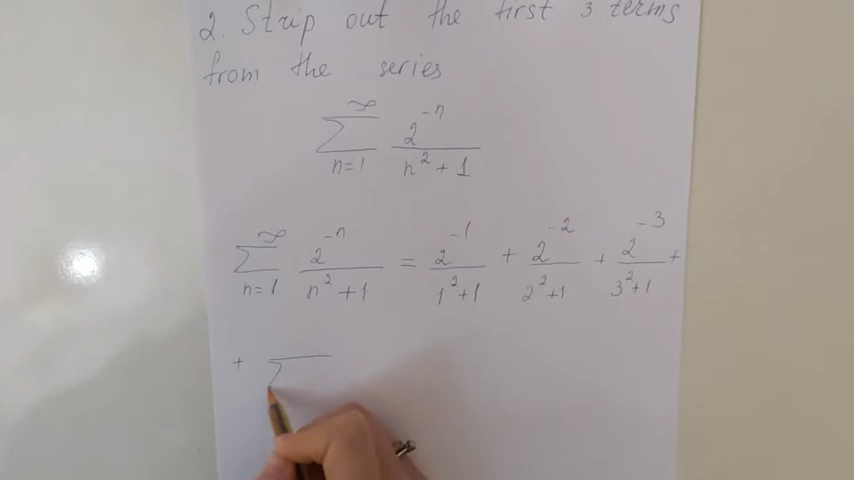 2. Strip out the first 3 terms
from the series
∑_{n=1}^{∞} 2^{-n}/(n^2+1)
∑_{n=1}^{∞} 2^{-n}/(n^2+1) = 2^{-1}/(1^2+1) + 2^{-2}/(2^2+1) + 2^{-3}/(3^2+1) +
+ ∑